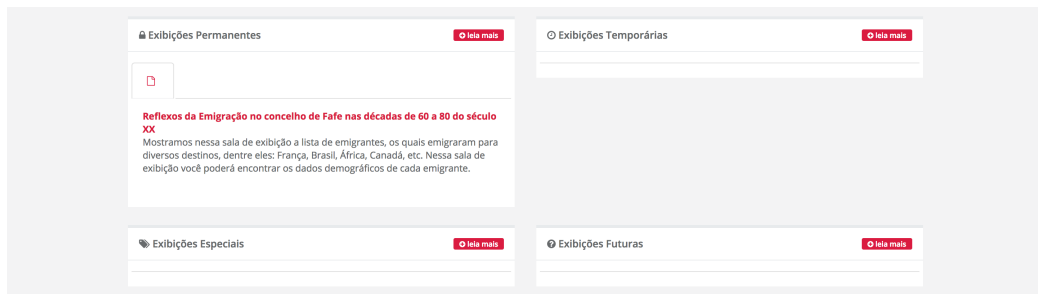 Exibições Permanentes
leia mais
Exibições Temporárias
leia mais
Reflexos da Emigração no concelho de Fafe nas décadas de 60 a 80 do século
XX
Mostramos nessa sala de exibição a lista de emigrantes, os quais emigraram para
diversos destinos, dentre eles: França, Brasil, África, Canadá, etc. Nessa sala de
exibição você poderá encontrar os dados demográficos de cada emigrante.
Exibições Especiais
leia mais
Exibições Futuras
leia mais